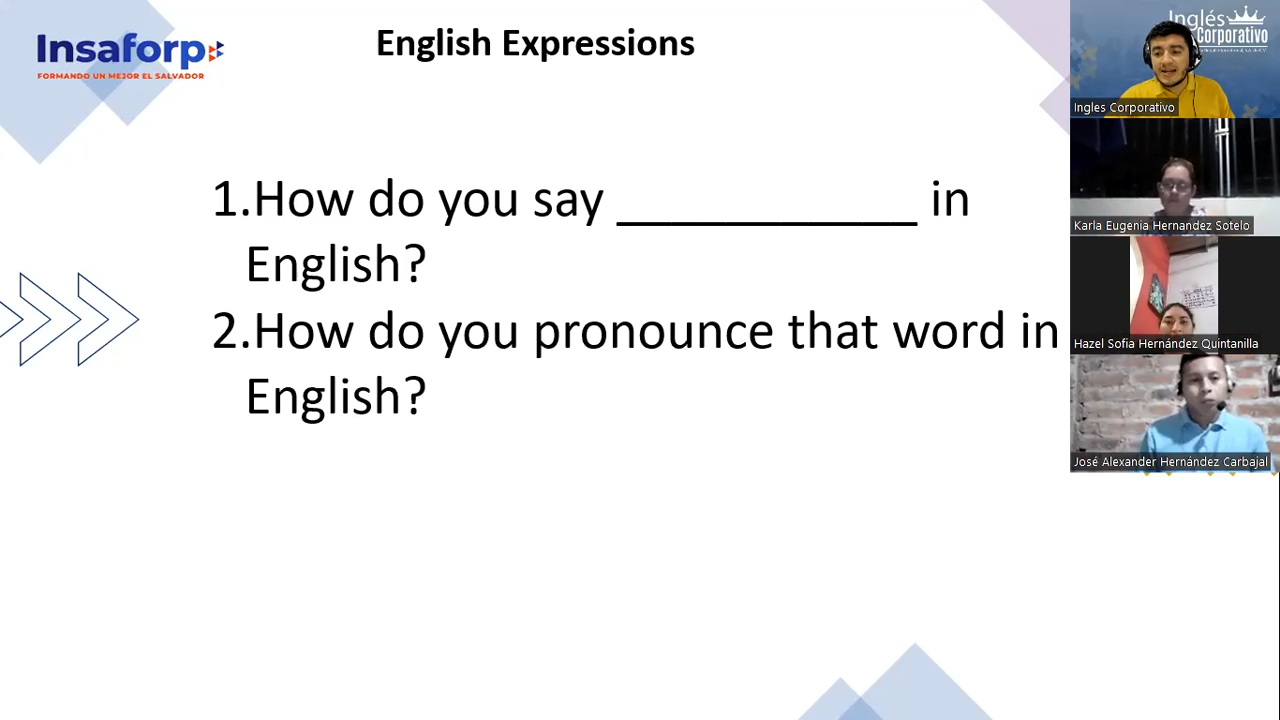 Insaforp
FORMANDO UN MEJOR EL SALVADOR
English Expressions
1.How do you say ____________ in
English?
2.How do you pronounce that word in
English?
Inglés
Corporativo
Ingles Corporativo
Karla Eugenia Hernandez Sotelo
Hazel Sofia Hernández Quintanilla
José Alexander Hernández Carbajal